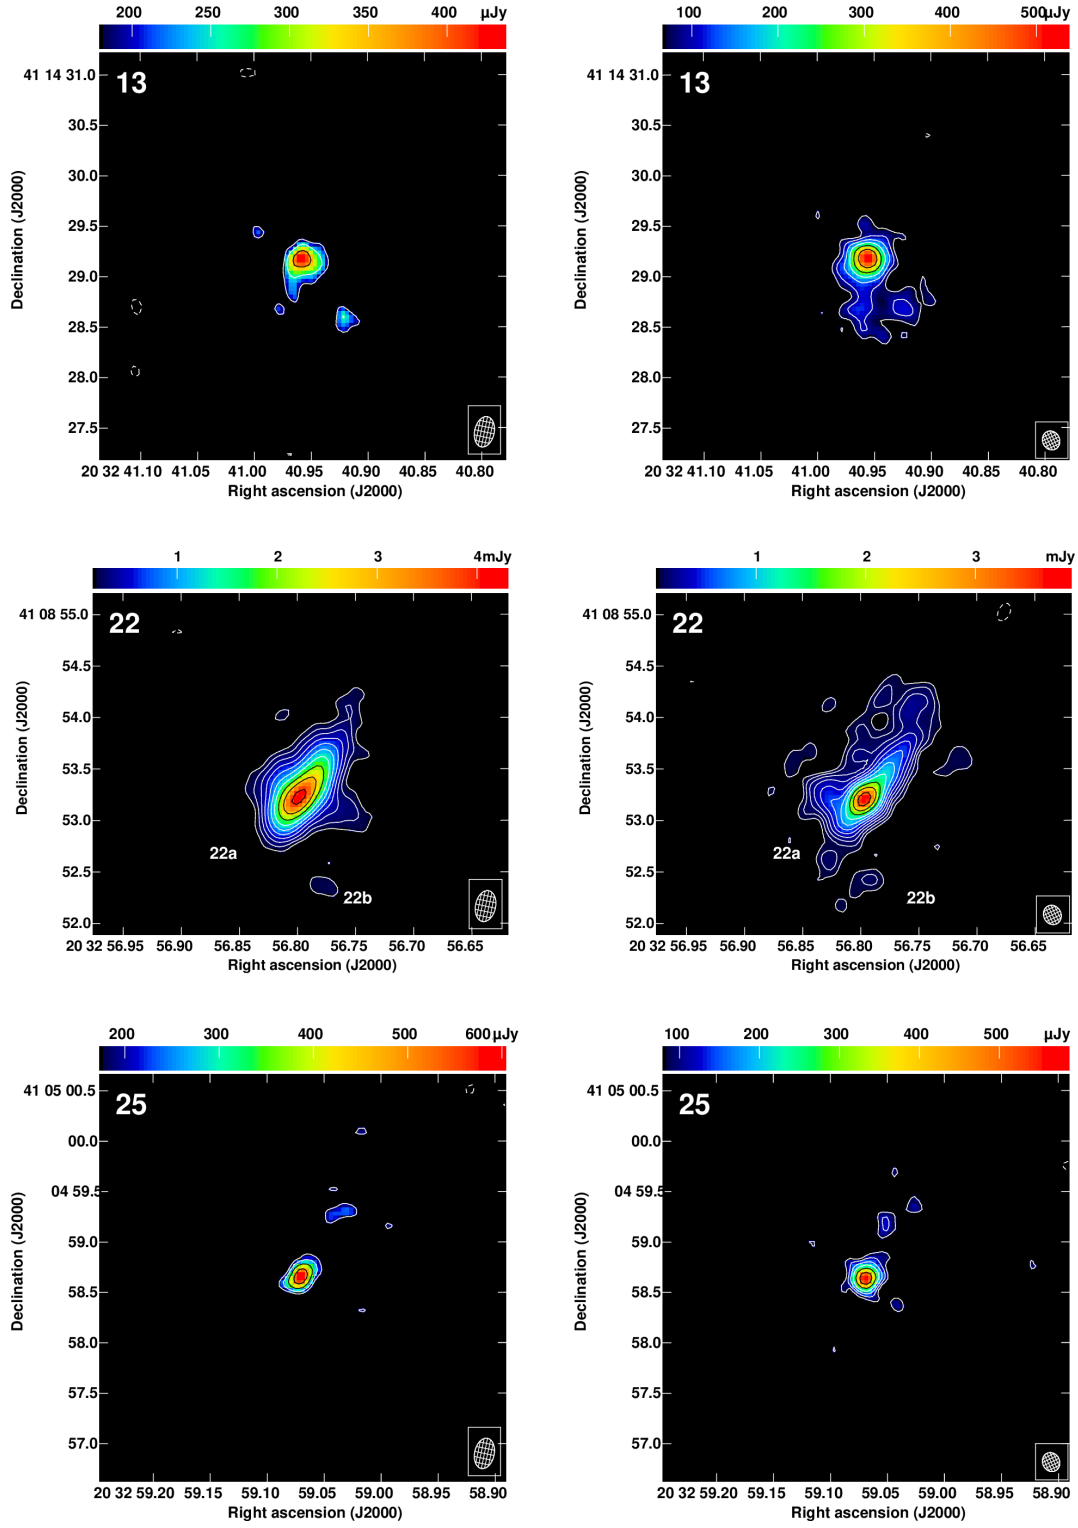 200 250 300 350 400 μJy
13
41 14 31.0
30.5
30.0
29.5
29.0
28.5
28.0
27.5
Declination (J2000)
20 32 41.10 41.05 41.00 40.95 40.90 40.85 40.80
Right ascension (J2000)
100 200 300 400 500μJy
13
41 14 31.0
30.5
30.0
29.5
29.0
28.5
28.0
27.5
Declination (J2000)
20 32 41.10 41.05 41.00 40.95 40.90 40.85 40.80
Right ascension (J2000)
1 2 3 4mJy
22
41 08 55.0
54.5
54.0
53.5
53.0
52.5
52.0
Declination (J2000)
22a
22b
20 32 56.95 56.90 56.85 56.80 56.75 56.70 56.65
Right ascension (J2000)
1 2 3 mJy
22
41 08 55.0
54.5
54.0
53.5
53.0
52.5
52.0
Declination (J2000)
22a
22b
20 32 56.95 56.90 56.85 56.80 56.75 56.70 56.65
Right ascension (J2000)
200 300 400 500 600μJy
25
41 05 00.5
00.0
04 59.5
59.0
58.5
58.0
57.5
57.0
Declination (J2000)
20 32 59.20 59.15 59.10 59.05 59.00 58.95 58.90
Right ascension (J2000)
100 200 300 400 500 μJy
25
41 05 00.5
00.0
04 59.5
59.0
58.5
58.0
57.5
57.0
Declination (J2000)
20 32 59.20 59.15 59.10 59.05 59.00 58.95 58.90
Right ascension (J2000)